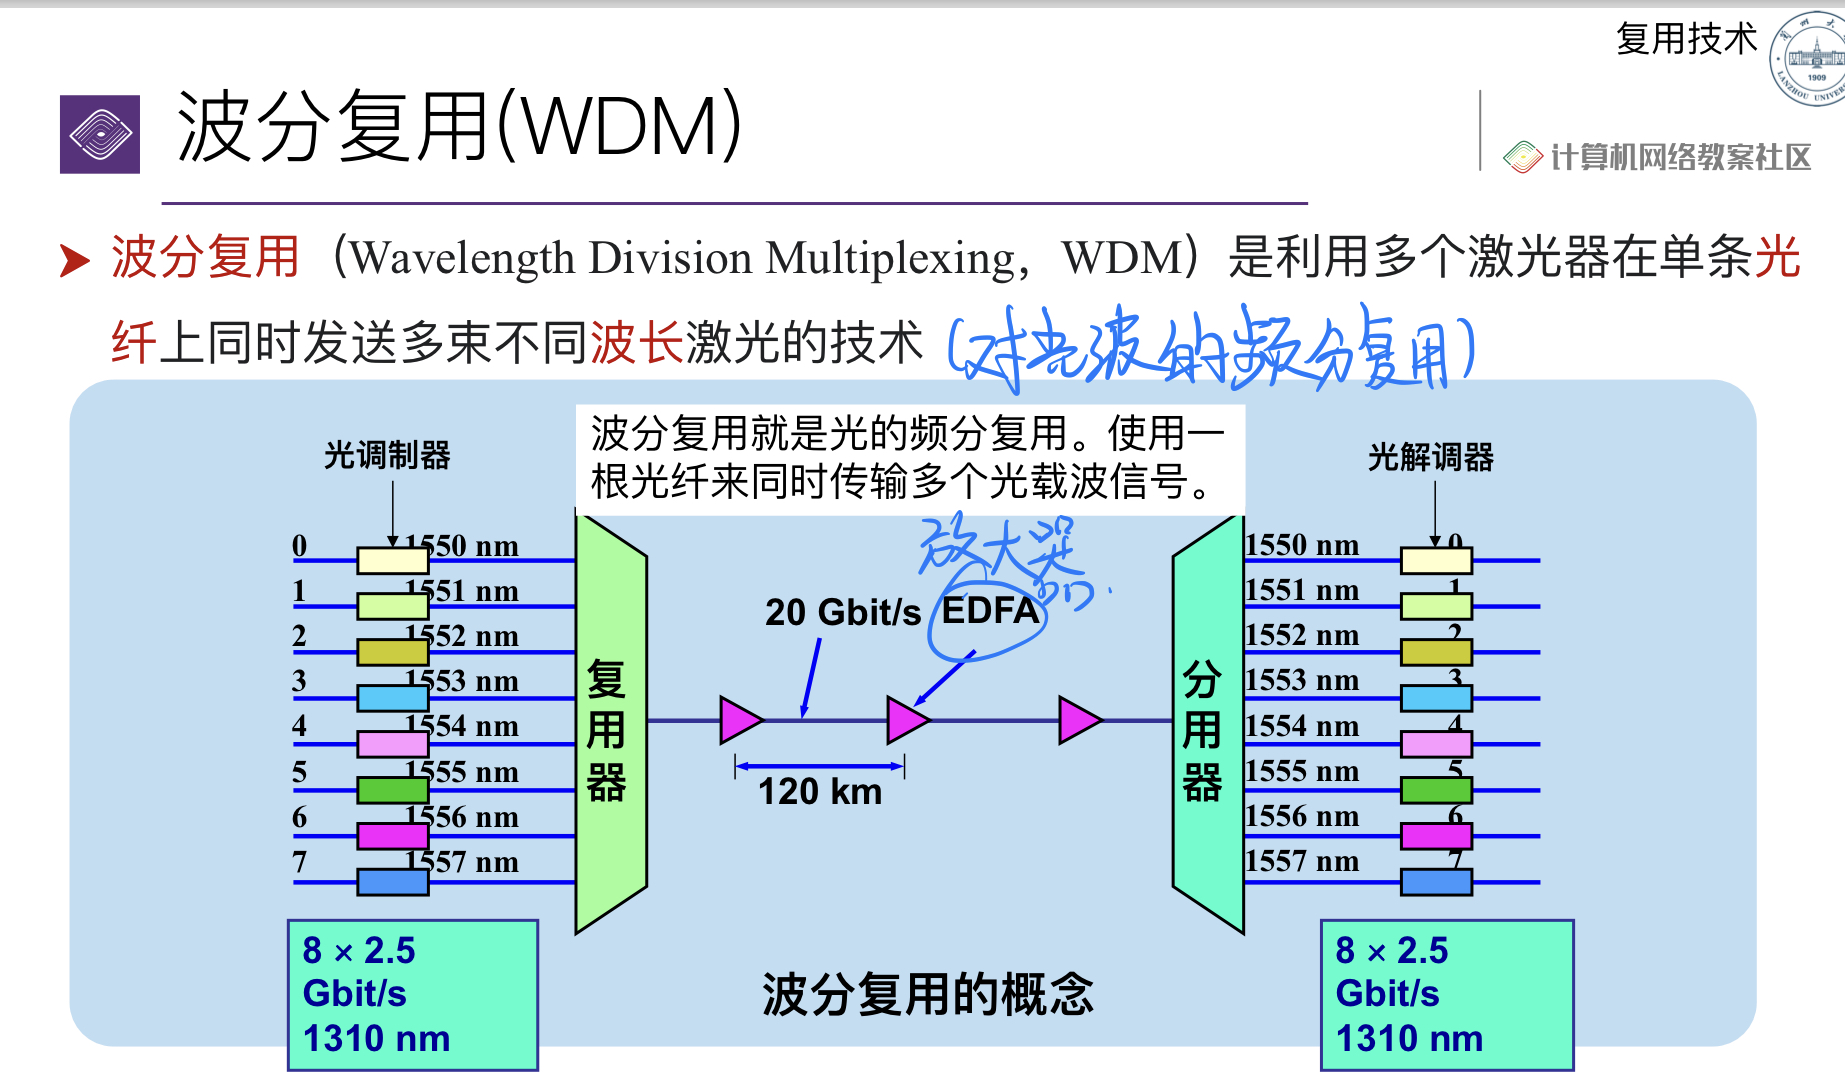 复用技术
兰州大
1909
LANZHOU UNIVER
波分复用(WDM)
计算机网络教案社区
波分复用（Wavelength Division Multiplexing，WDM）是利用多个激光器在单条光
纤上同时发送多束不同波长激光的技术（对光波的频分复用）
波分复用就是光的频分复用。使用一
根光纤来同时传输多个光载波信号。
光调制器
光解调器
放大器
0 1550 nm
1 1551 nm
2 1552 nm
3 1553 nm
4 1554 nm
5 1555 nm
6 1556 nm
7 1557 nm
复用器
20 Gbit/s EDFA
120 km
分用器
1550 nm 0
1551 nm 1
1552 nm 2
1553 nm 3
1554 nm 4
1555 nm 5
1556 nm 6
1557 nm 7
8 × 2.5
Gbit/s
1310 nm
波分复用的概念
8 × 2.5
Gbit/s
1310 nm